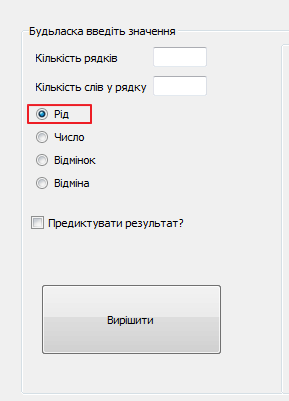 Будьласка введіть значення
Кількість рядків
Кількість слів у рядку
Рід
Число
Відмінок
Відміна
Предиктувати результат?
Вирішити